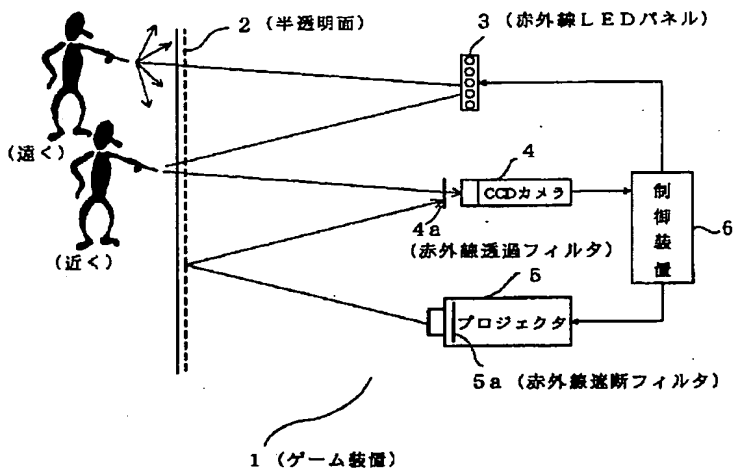 2 (半透明面)
3 (赤外線LEDパネル)
(遠く)
(近く)
4
CCDカメラ
4a
(赤外線透過フィルタ)
制御装置
6
5
プロジェクタ
5a (赤外線遮断フィルタ)
1 (ゲーム装置)